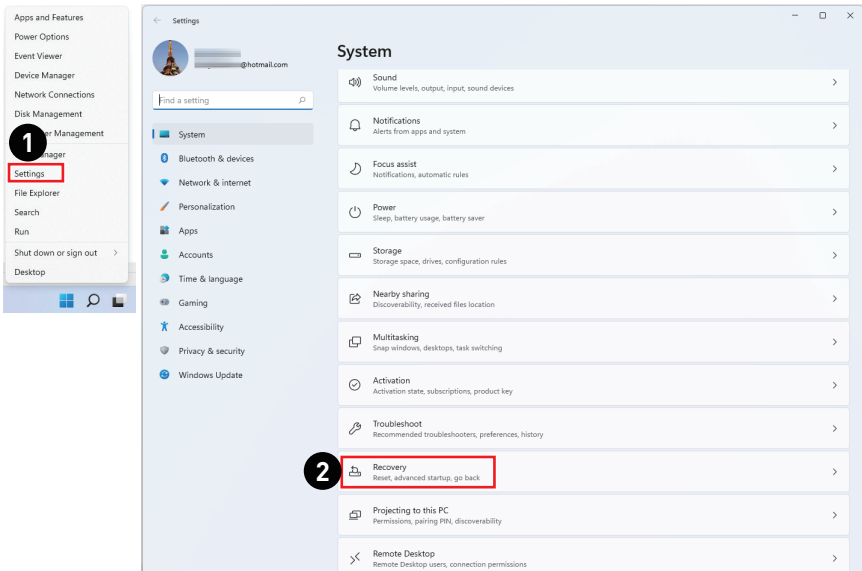 Apps and Features
Power Options
Event Viewer
Device Manager
Network Connections
Disk Management
Management
1
Settings
File Explorer
Search
Run
Shut down or sign out
Desktop
Settings
@hotmail.com
Find a setting
System
Bluetooth & devices
Network & internet
Personalization
Apps
Accounts
Time & language
Gaming
Accessibility
Privacy & security
Windows Update
System
Sound
Volume levels, output, input, sound devices
Notifications
Alerts from apps and system
Focus assist
Notifications, automatic rules
Power
Sleep, battery usage, battery saver
Storage
Storage space, drives, configuration rules
Nearby sharing
Discoverability, received files location
Multitasking
Snap windows, desktops, task switching
Activation
Activation state, subscriptions, product key
Troubleshoot
Recommended troubleshooters, preferences, history
2
Recovery
Reset, advanced startup, go back
Projecting to this PC
Permissions, pairing PIN, discoverability
Remote Desktop
Remote Desktop users, connection permissions